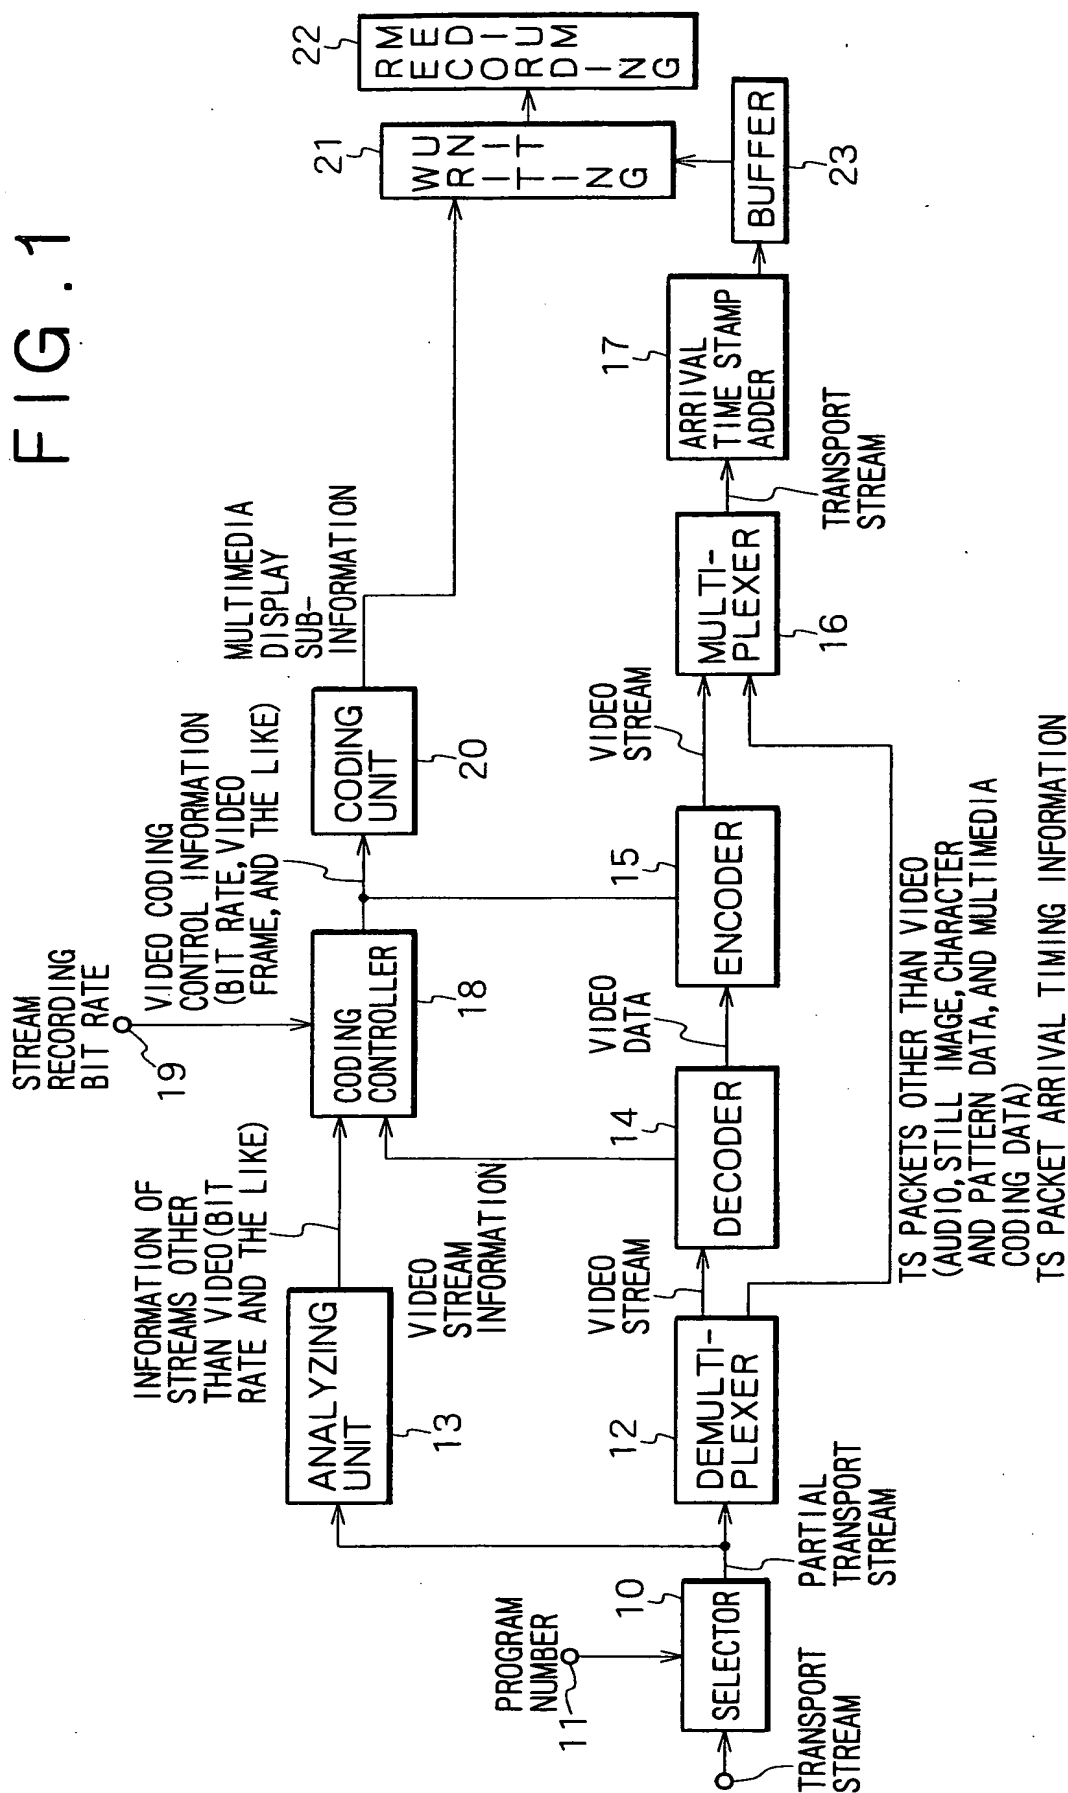 FIG. 1
STREAM
RECORDING
BIT RATE
19
VIDEO CODING
CONTROL INFORMATION
(BIT RATE, VIDEO
FRAME, AND THE LIKE)
MULTIMEDIA
DISPLAY
SUB-
INFORMATION
INFORMATION OF
STREAMS OTHER
THAN VIDEO (BIT
RATE AND THE LIKE)
ANALYZING
UNIT
13
CODING
CONTROLLER
18
CODING
UNIT
20
21
WRITING
UNIT
22
RECORDING
MEDIUM
VIDEO
STREAM
INFORMATION
PROGRAM
NUMBER
11
TRANSPORT
STREAM
10
SELECTOR
PARTIAL
TRANSPORT
STREAM
12
DEMULTI-
PLEXER
VIDEO
STREAM
14
DECODER
VIDEO
DATA
15
ENCODER
VIDEO
STREAM
MULTI-
PLEXER
16
TRANSPORT
STREAM
17
ARRIVAL
TIME STAMP
ADDER
BUFFER
23
TS PACKETS OTHER THAN VIDEO
(AUDIO, STILL IMAGE, CHARACTER
AND PATTERN DATA, AND MULTIMEDIA
CODING DATA)
TS PACKET ARRIVAL TIMING INFORMATION